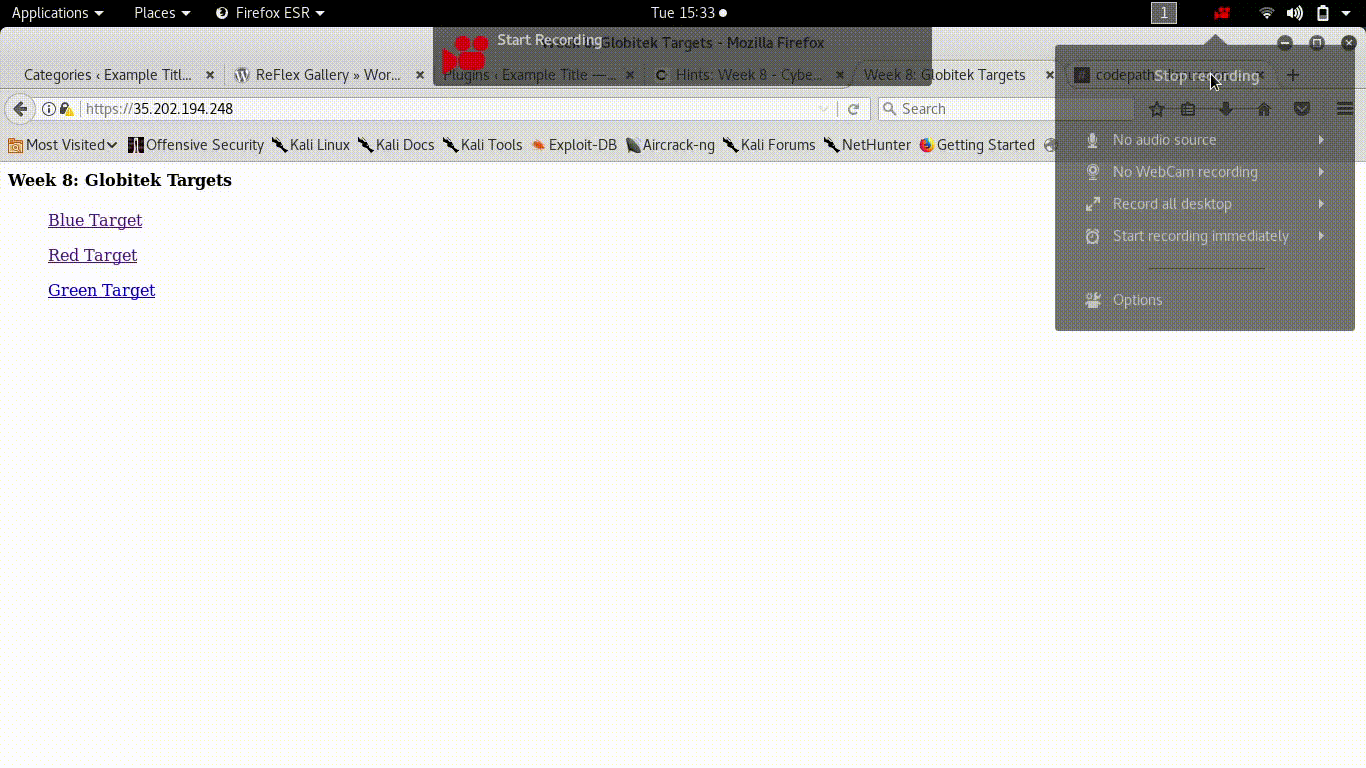 Applications Places Firefox ESR Tue 15:33 1
Start Recording
Globitek Targets - Mozilla Firefox
Categories ‹ Example Titl... ReFlex Gallery » Wor... Plugins ‹ Example Title —... Hints: Week 8 - Cybe... Week 8: Globitek Targets codepath
Stop recording
https://35.202.194.248 Search
Most Visited Offensive Security Kali Linux Kali Docs Kali Tools Exploit-DB Aircrack-ng Kali Forums NetHunter Getting Started
No audio source
No WebCam recording
Record all desktop
Start recording immediately
Options
Week 8: Globitek Targets
Blue Target
Red Target
Green Target